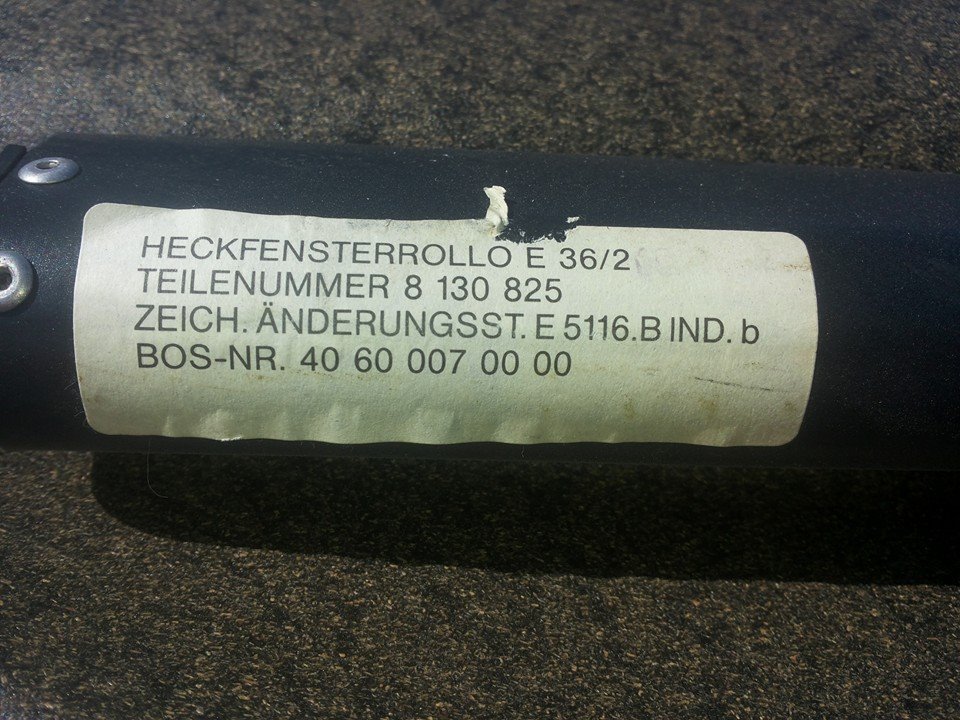 HECKFENSTERROLLO E 36/2
TEILENUMMER 8 130 825
ZEICH. ÄNDERUNGSST. E 5116.B IND. b
BOS-NR. 40 60 007 00 00